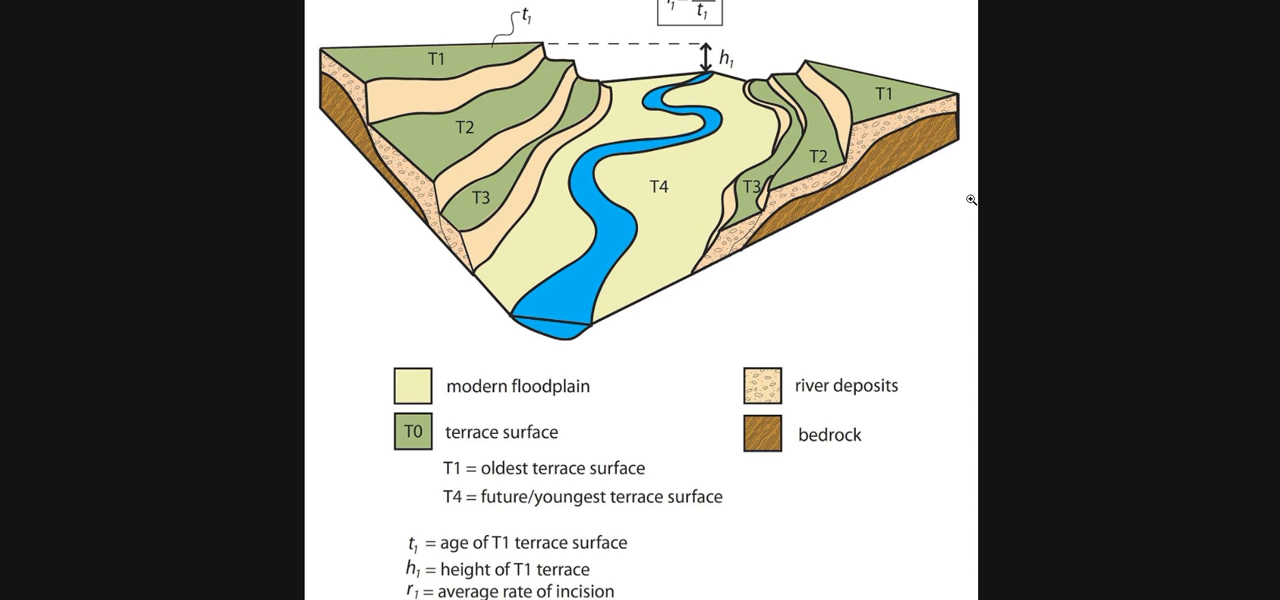 t₁
t₁
h₁
T1
T1
T2
T2
T3
T3
T4
modern floodplain
river deposits
T0
terrace surface
bedrock
T1 = oldest terrace surface
T4 = future/youngest terrace surface
t₁ = age of T1 terrace surface
h₁ = height of T1 terrace
r₁ = average rate of incision